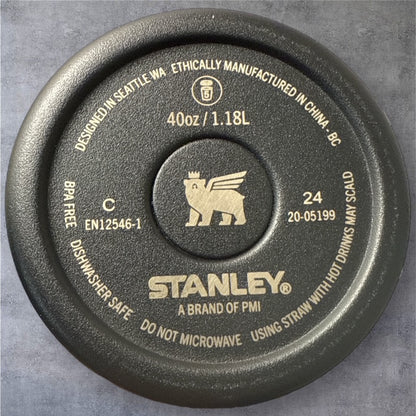 DESIGNED IN SEATTLE WA ETHICALLY MANUFACTURED IN CHINA - BC
5
40oz / 1.18L
C
EN12546-1
24
20-05199
STANLEY®
A BRAND OF PMI
BPA FREE DISHWASHER SAFE DO NOT MICROWAVE USING STRAW WITH HOT DRINKS MAY SCALD